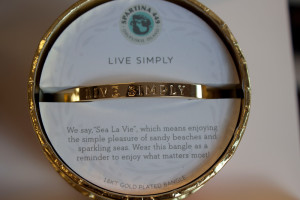 SPARTINA 449
LIVE SIMPLY
LIVE SIMPLY
We say "Sea La Vie", which means enjoying
the simple pleasure of sandy beaches and
sparkling seas. Wear this bangle as a
reminder to enjoy what matters most!
14KT GOLD PLATED BANGLE